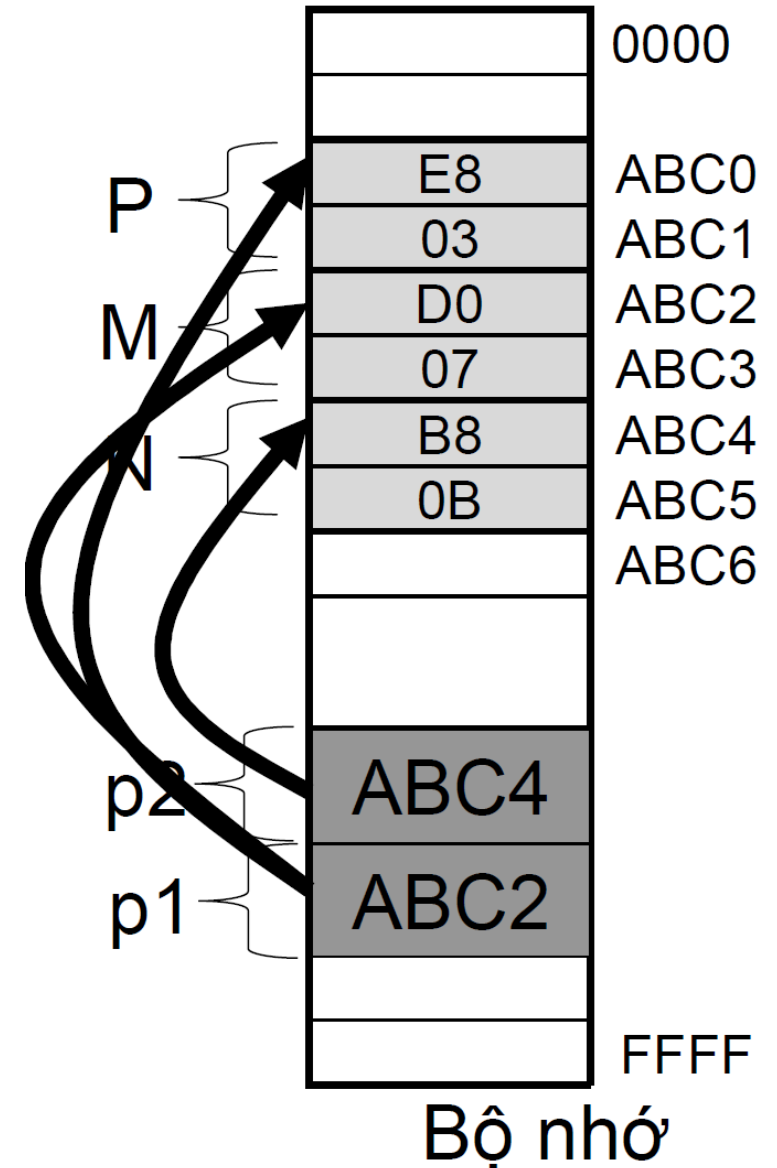 0000
P
E8
ABC0
03
ABC1
M
D0
ABC2
07
ABC3
N
B8
ABC4
0B
ABC5
ABC6
p2
ABC4
p1
ABC2
FFFF
Bộ nhớ